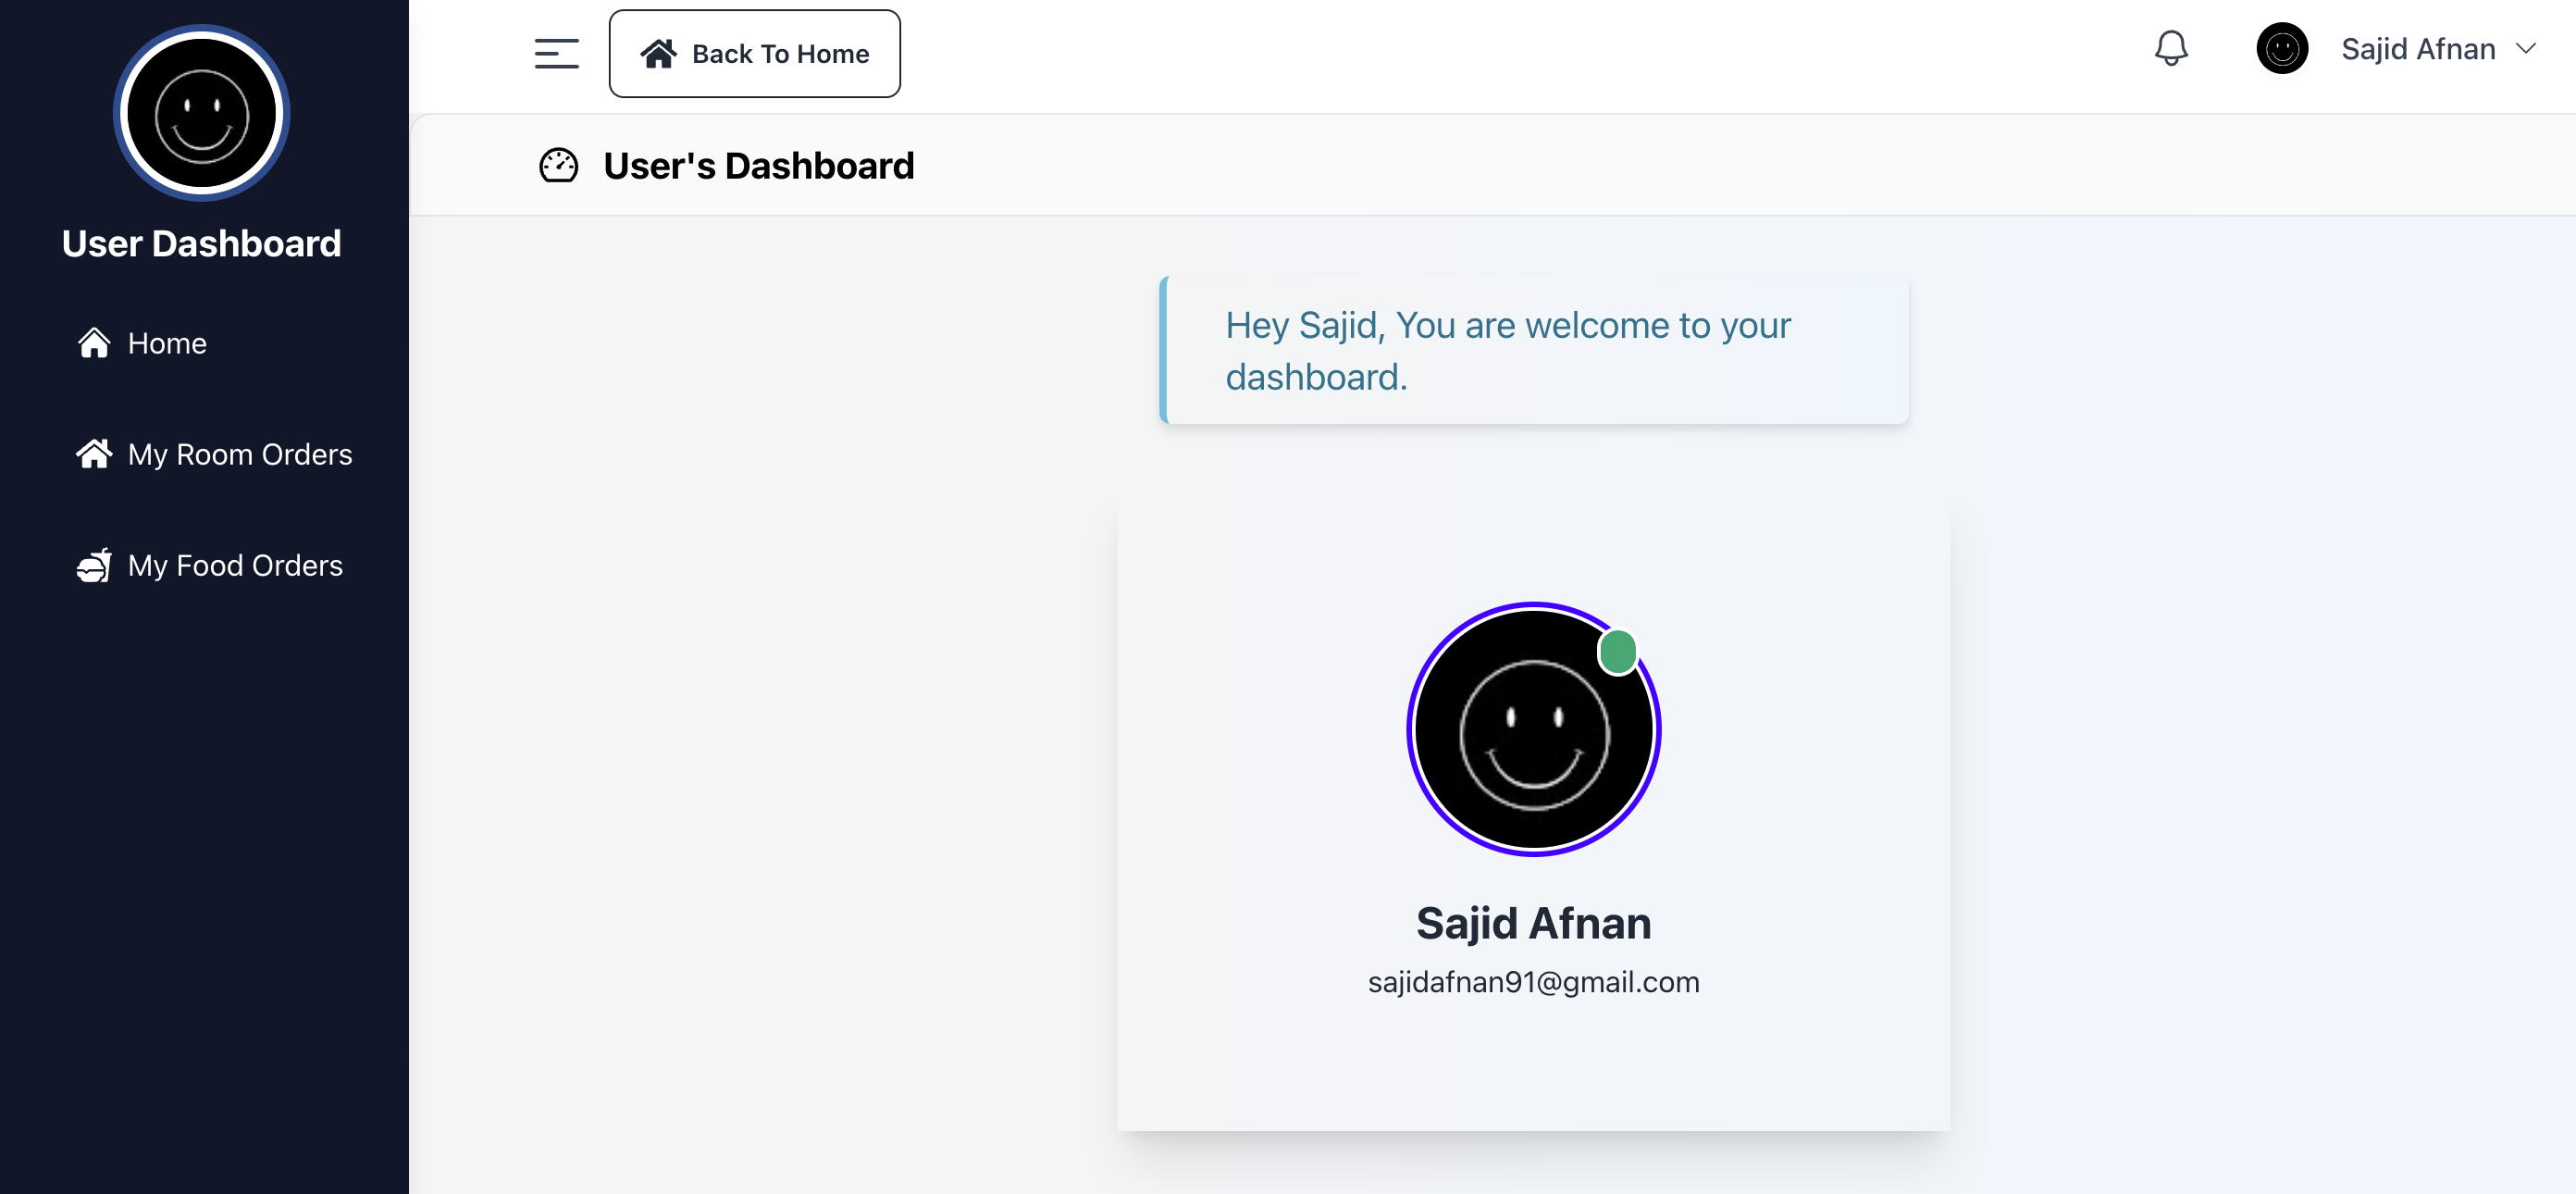 User Dashboard
Home
My Room Orders
My Food Orders
Back To Home
Sajid Afnan
User's Dashboard
Hey Sajid, You are welcome to your
dashboard.
Sajid Afnan
sajidafnan91@gmail.com